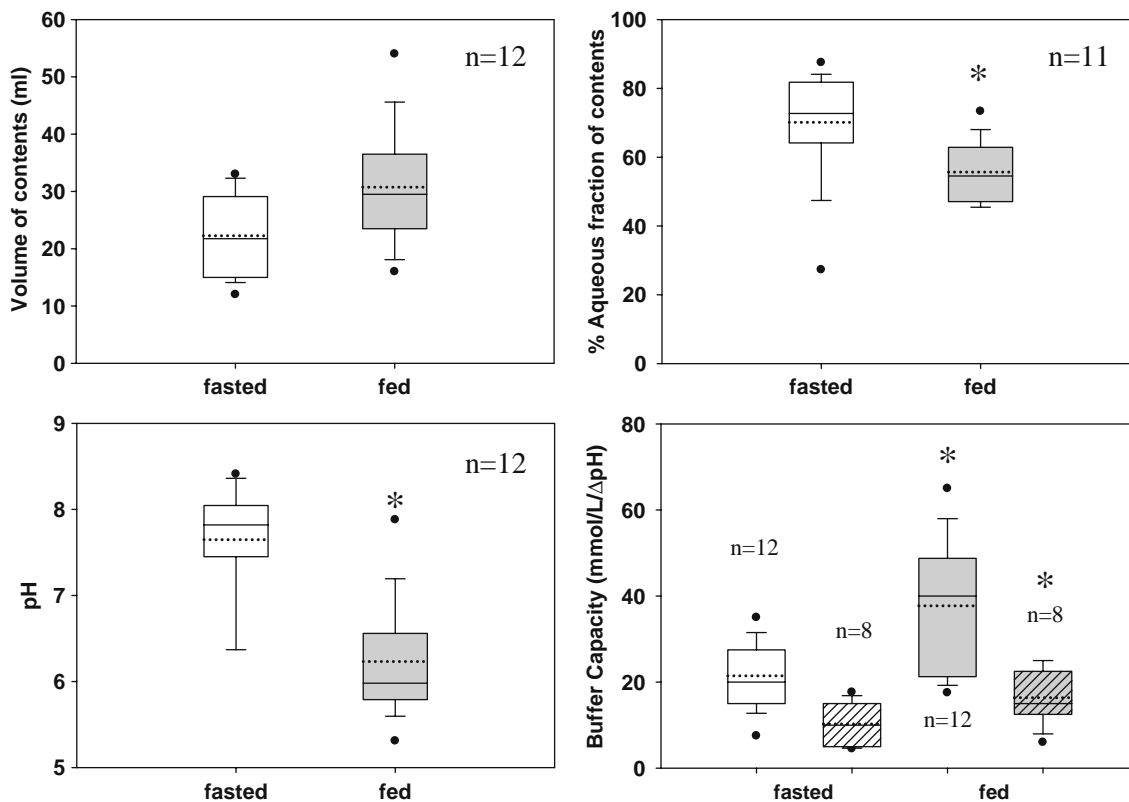 Volume of contents (ml)
60
50
40
30
20
10
0
n=12
fasted
fed
% Aqueous fraction of contents
100
80
60
40
20
0
n=11
*
fasted
fed
pH
9
8
7
6
5
n=12
*
fasted
fed
Buffer Capacity (mmol/L/ΔpH)
80
60
40
20
0
n=12
n=8
*
n=12
*
n=8
fasted
fed